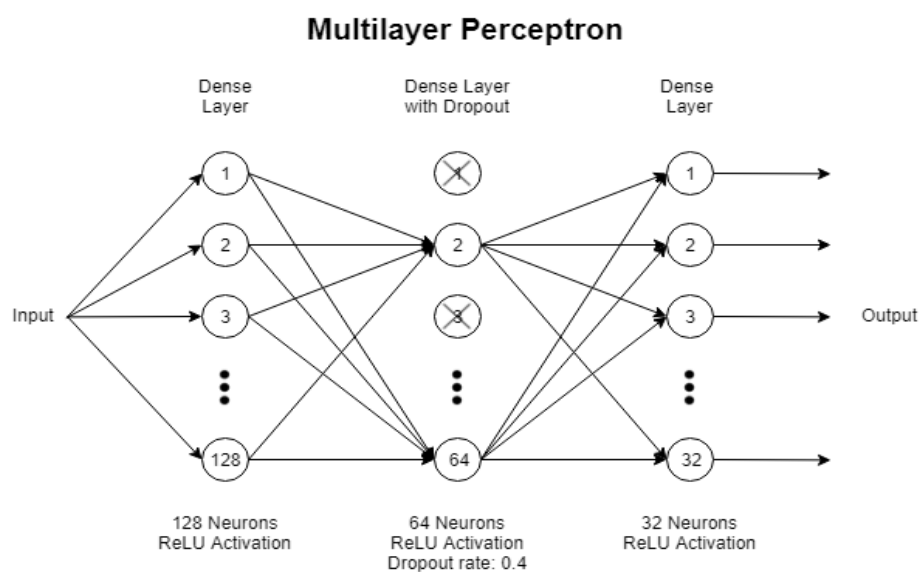 Multilayer Perceptron
Dense
Layer
Dense Layer
with Dropout
Dense
Layer
1
1
1
2
2
2
Input
3
3
3
Output
128
64
32
128 Neurons
ReLU Activation
64 Neurons
ReLU Activation
Dropout rate: 0.4
32 Neurons
ReLU Activation